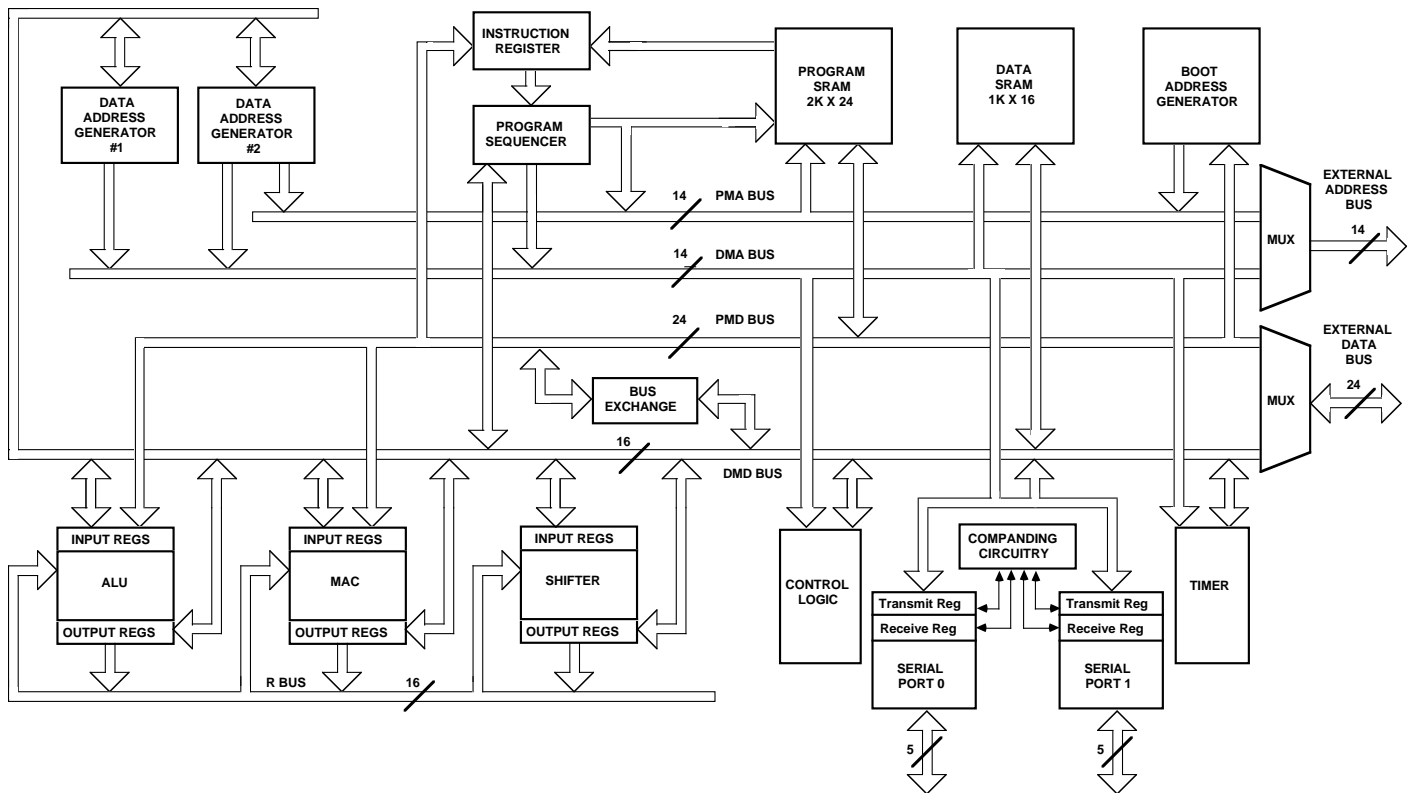 INSTRUCTION
REGISTER
PROGRAM
SRAM
2K X 24
DATA
SRAM
1K X 16
BOOT
ADDRESS
GENERATOR
DATA
ADDRESS
GENERATOR
#1
DATA
ADDRESS
GENERATOR
#2
PROGRAM
SEQUENCER
EXTERNAL
ADDRESS
BUS
14
PMA BUS
MUX
14
14
DMA BUS
24
PMD BUS
EXTERNAL
DATA
BUS
24
MUX
BUS
EXCHANGE
16
DMD BUS
INPUT REGS
ALU
OUTPUT REGS
INPUT REGS
MAC
OUTPUT REGS
INPUT REGS
SHIFTER
OUTPUT REGS
R BUS
16
CONTROL
LOGIC
COMPANDING
CIRCUITRY
TIMER
Transmit Reg
Receive Reg
SERIAL
PORT 0
Transmit Reg
Receive Reg
SERIAL
PORT 1
5
5